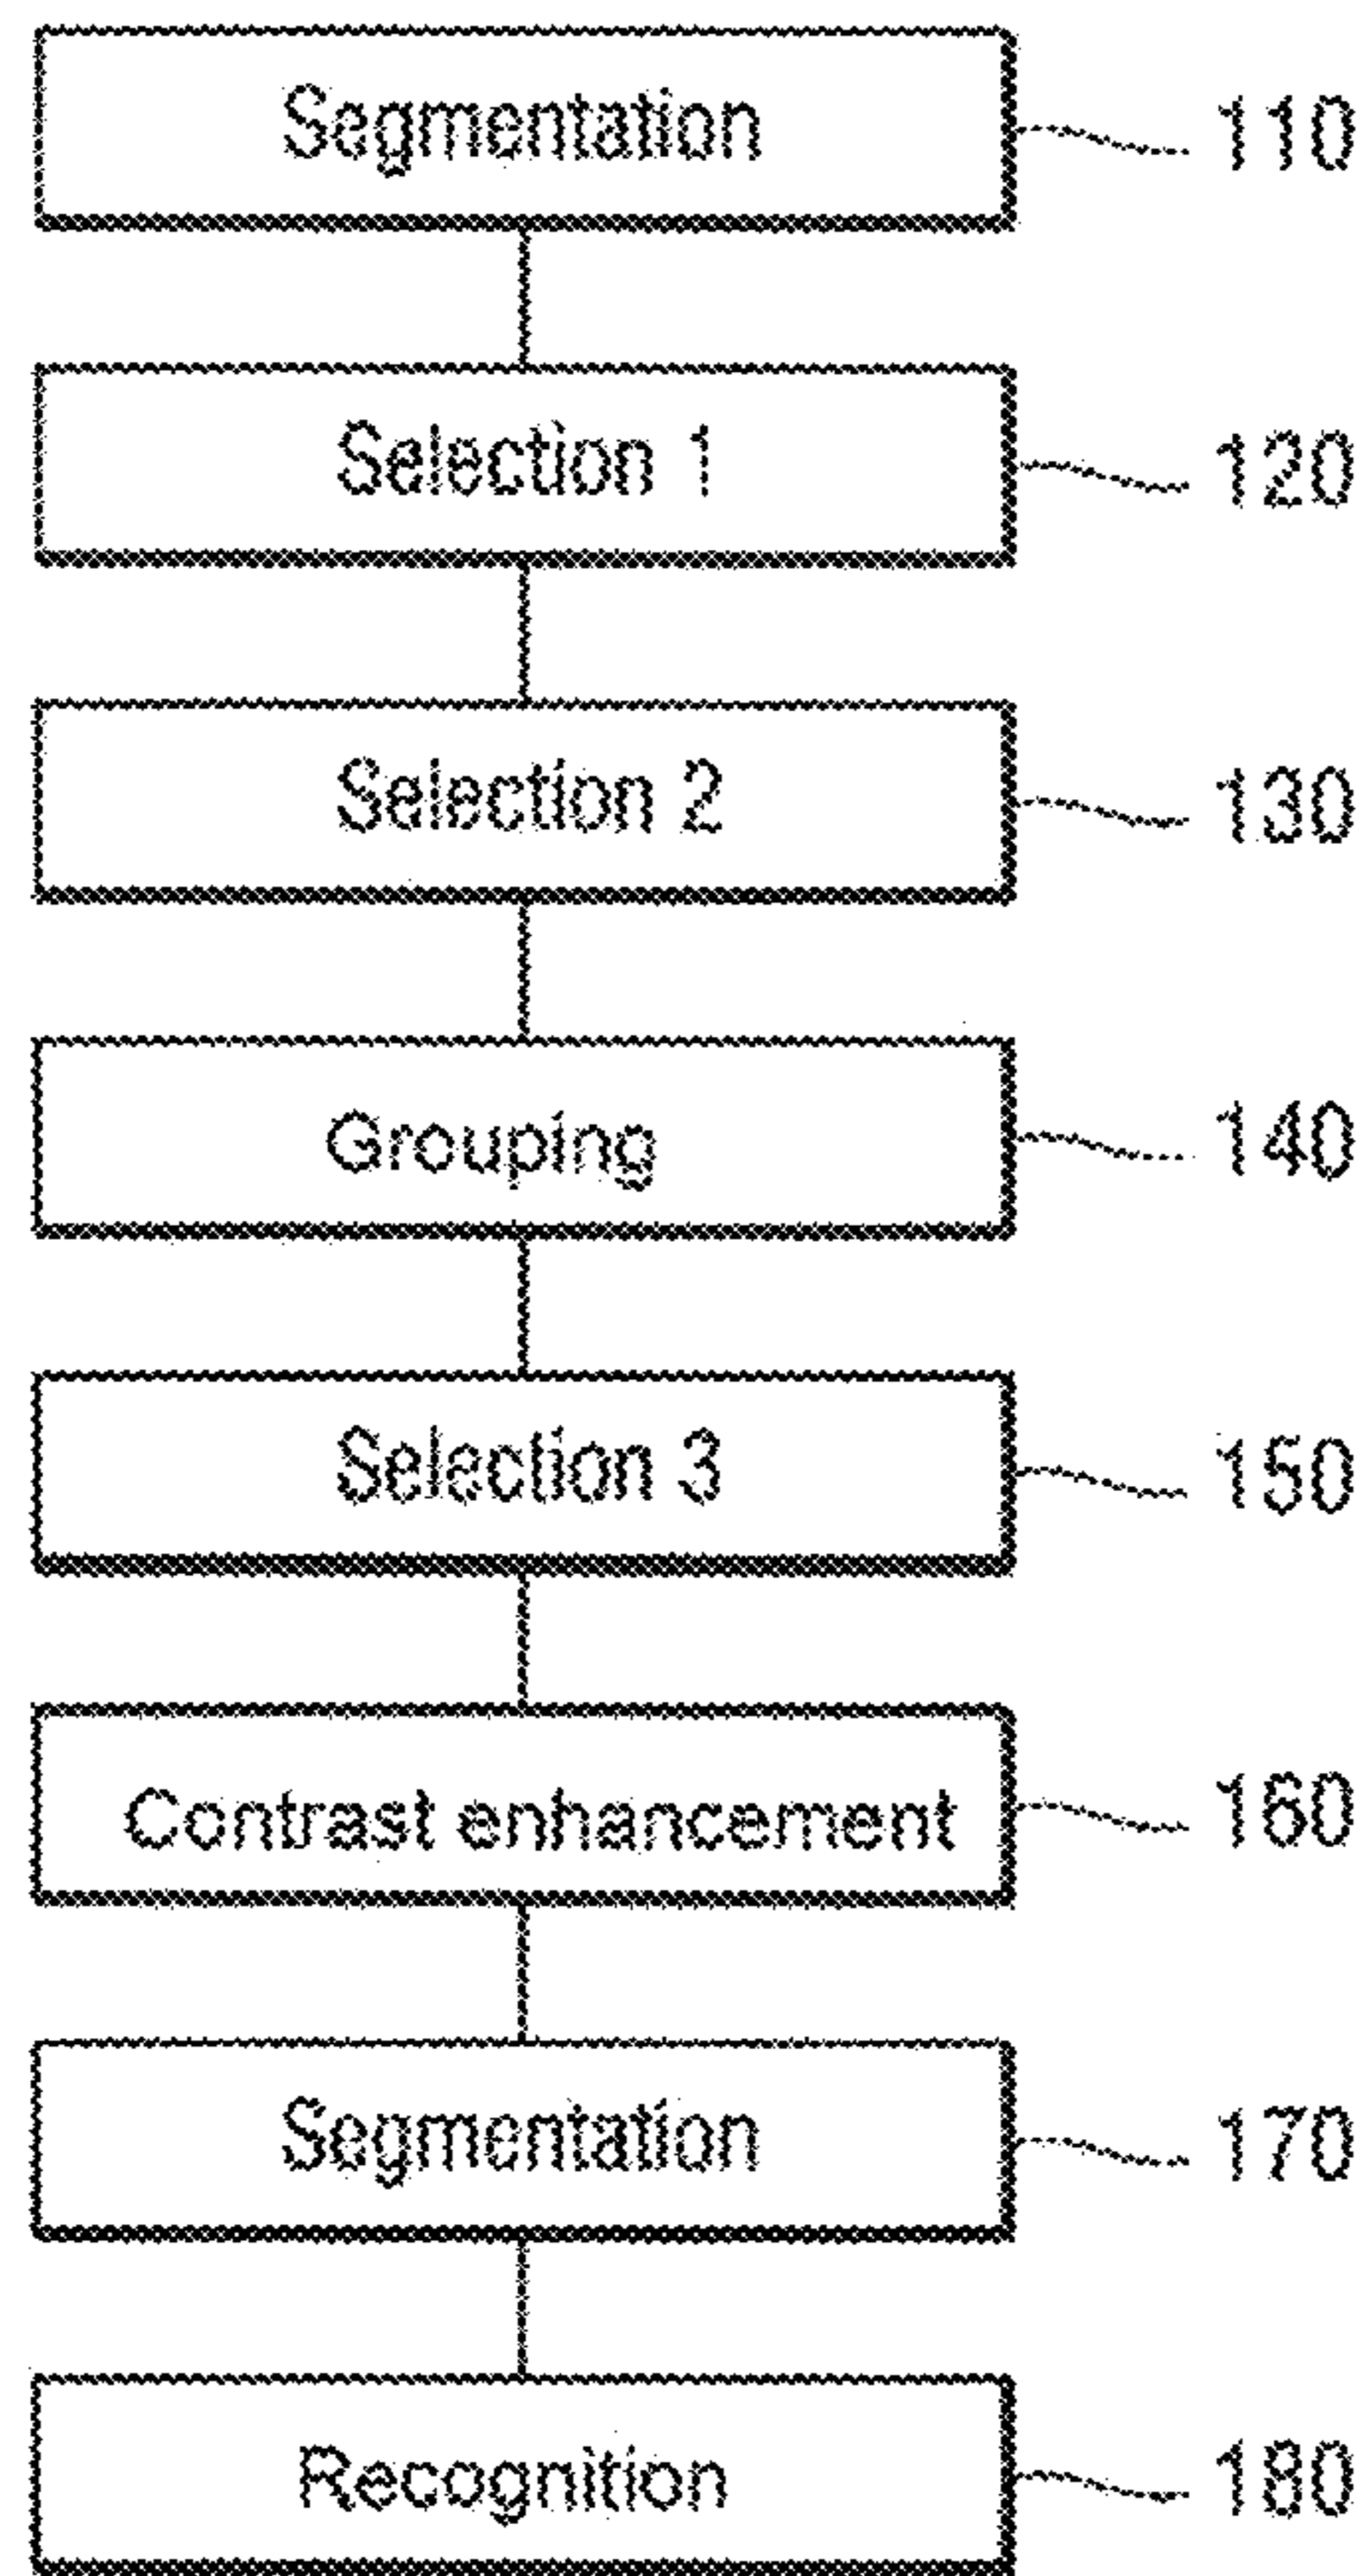 Segmentation 110
Selection 1 120
Selection 2 130
Grouping 140
Selection 3 150
Contrast enhancement 160
Segmentation 170
Recognition 180